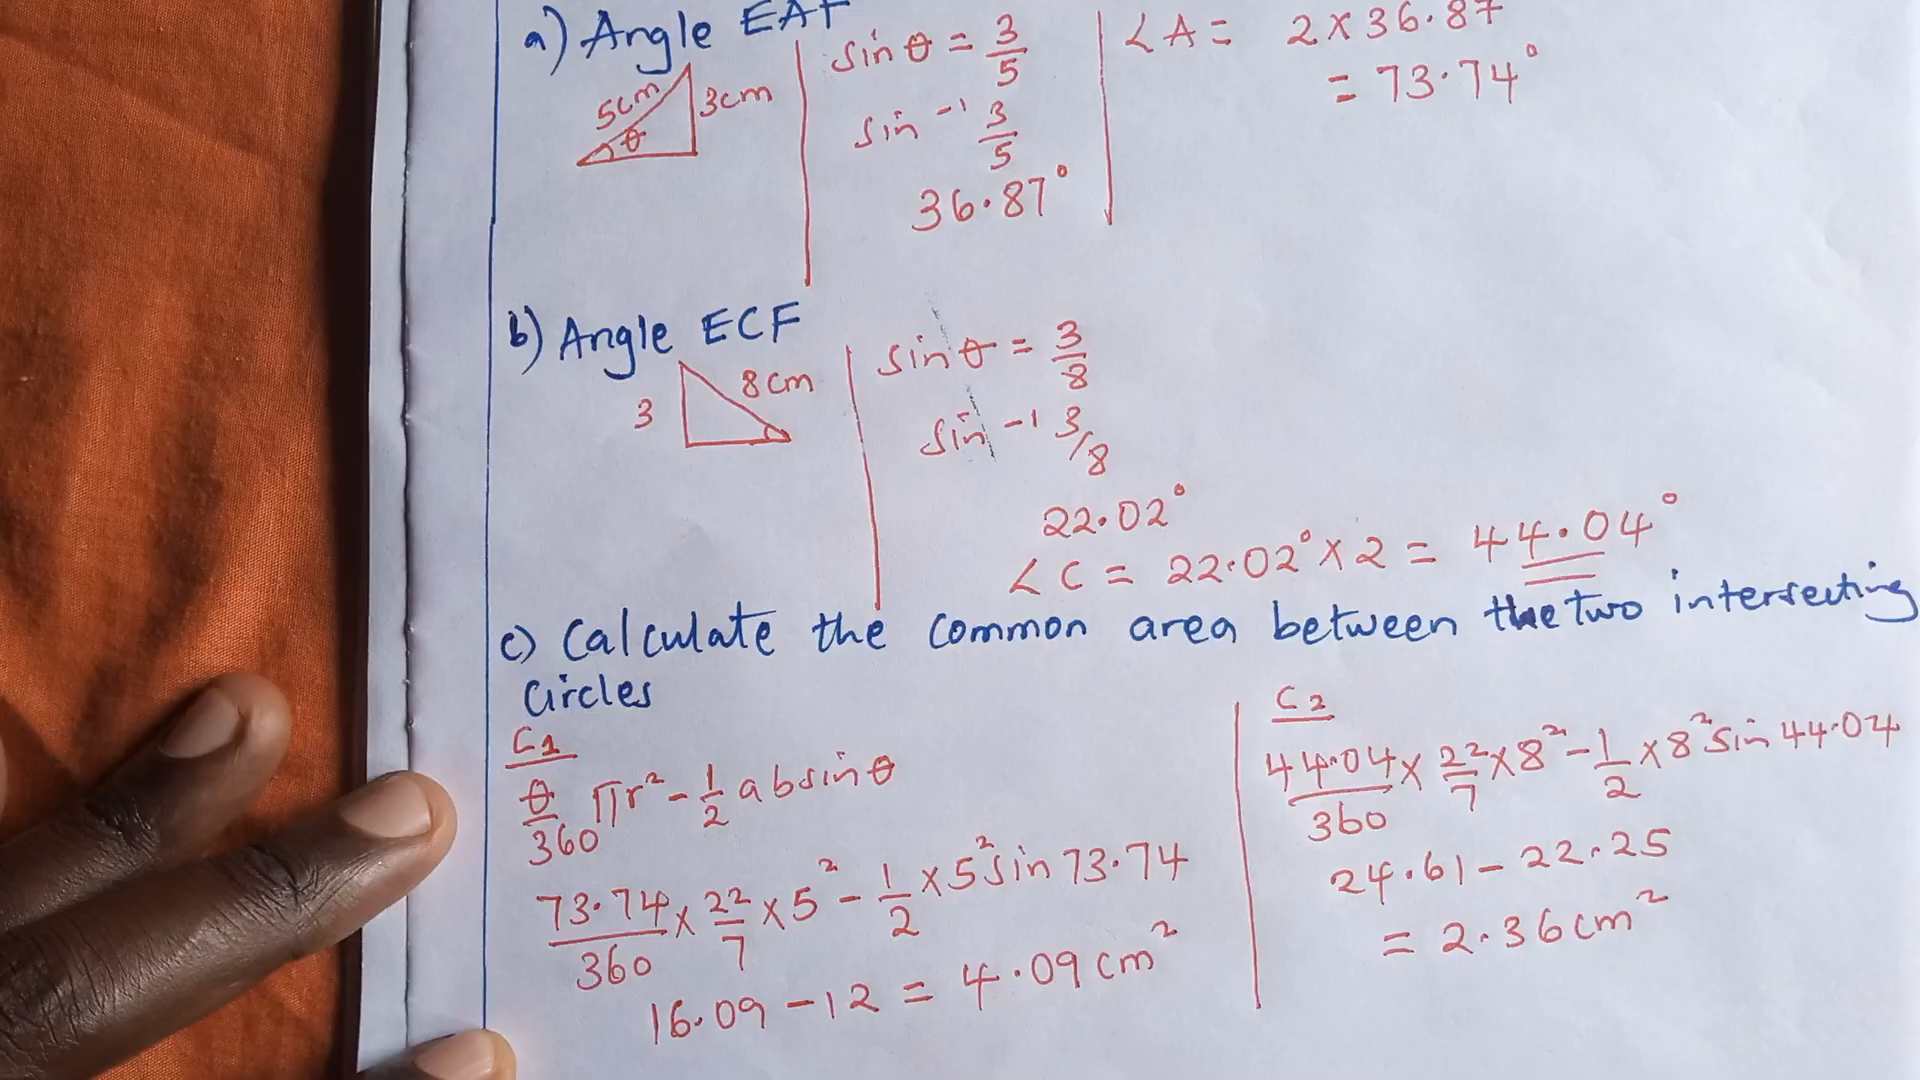 a) Angle EAF
5cm
3cm
θ
sin θ = 3/5
sin⁻¹ 3/5
36.87°
∠A = 2 × 36.87
= 73.74°
b) Angle ECF
3
8cm
sin θ = 3/8
sin⁻¹ 3/8
22.02°
∠C = 22.02° × 2 = 44.04°
c) Calculate the common area between the two intersecting
circles
C1
θ/360 πr² - 1/2 ab sin θ
73.74/360 × 22/7 × 5² - 1/2 × 5² sin 73.74
16.09 - 12 = 4.09 cm²
C2
44.04/360 × 22/7 × 8² - 1/2 × 8² sin 44.04
24.61 - 22.25
= 2.36 cm²